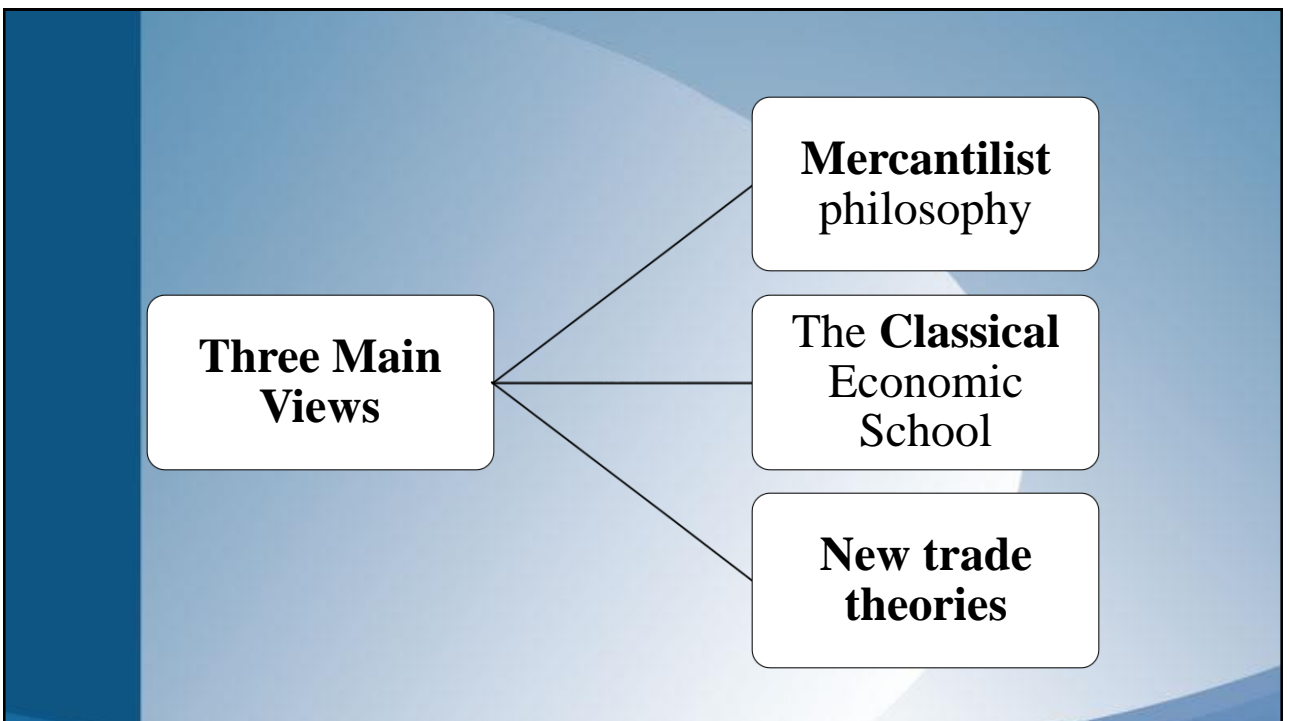 Three Main
Views
Mercantilist
philosophy
The Classical
Economic
School
New trade
theories